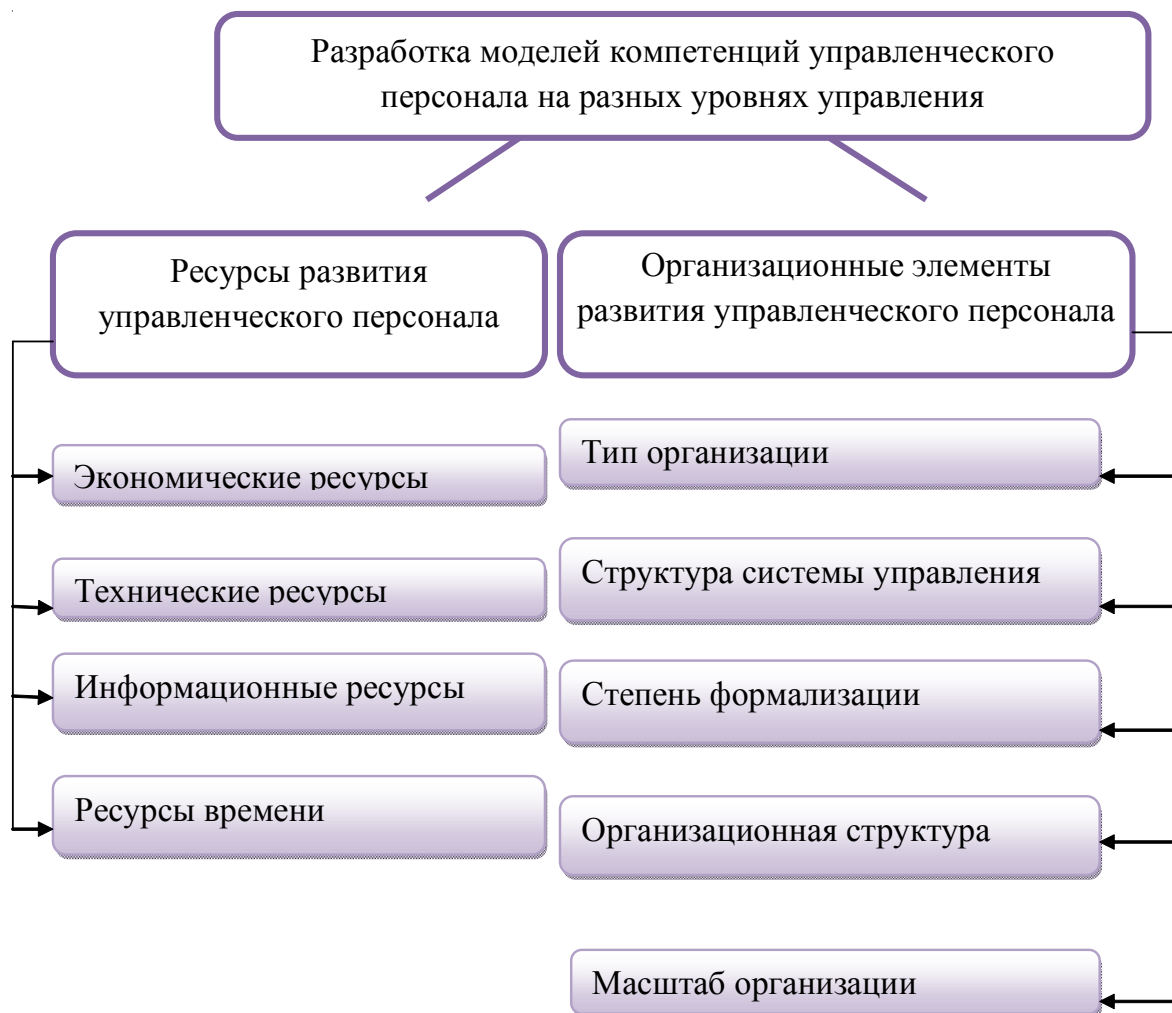 Разработка моделей компетенций управленческого
персонала на разных уровнях управления
Ресурсы развития
управленческого персонала
Организационные элементы
развития управленческого персонала
Экономические ресурсы
Технические ресурсы
Информационные ресурсы
Ресурсы времени
Тип организации
Структура системы управления
Степень формализации
Организационная структура
Масштаб организации